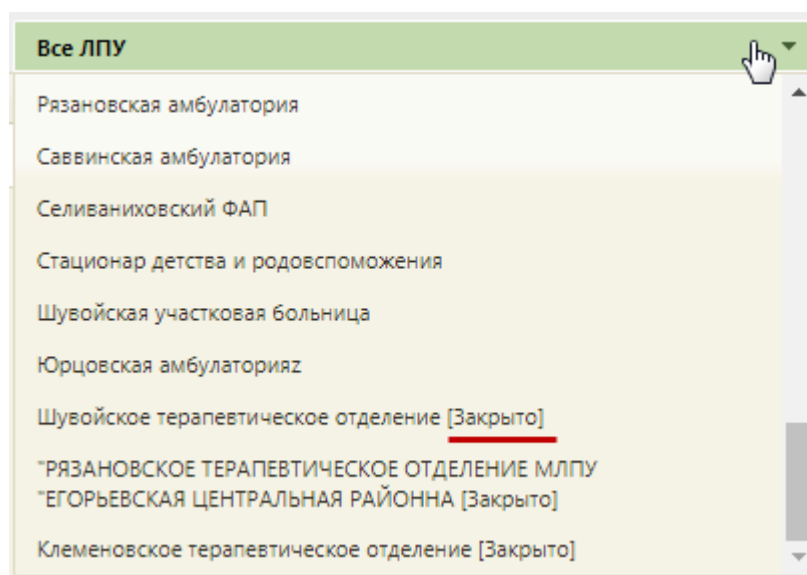 Все ЛПУ
Рязановская амбулатория
Саввинская амбулатория
Селиваниховский ФАП
Стационар детства и родовспоможения
Шувойская участковая больница
Юрцовская амбулаторияz
Шувойское терапевтическое отделение [Закрыто]
"РЯЗАНОВСКОЕ ТЕРАПЕВТИЧЕСКОЕ ОТДЕЛЕНИЕ МЛПУ
"ЕГОРЬЕВСКАЯ ЦЕНТРАЛЬНАЯ РАЙОННА [Закрыто]
Клеменовское терапевтическое отделение [Закрыто]